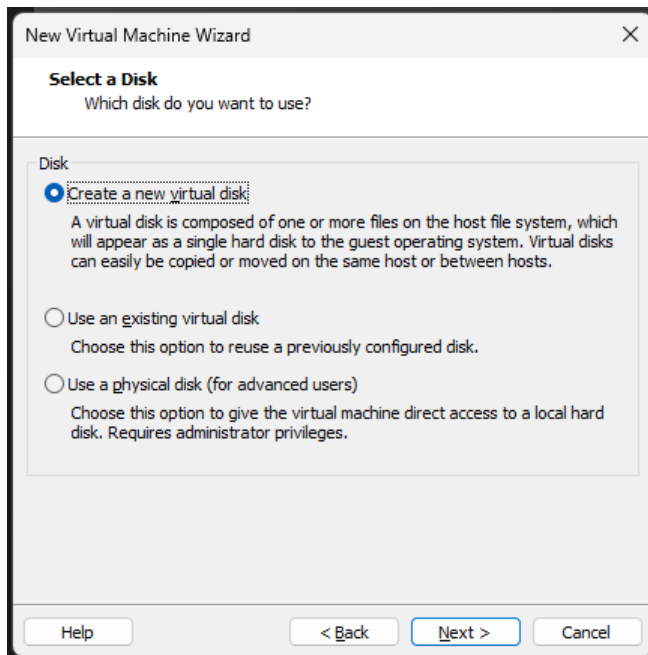 New Virtual Machine Wizard
Select a Disk
Which disk do you want to use?
Disk
Create a new virtual disk
A virtual disk is composed of one or more files on the host file system, which
will appear as a single hard disk to the guest operating system. Virtual disks
can easily be copied or moved on the same host or between hosts.
Use an existing virtual disk
Choose this option to reuse a previously configured disk.
Use a physical disk (for advanced users)
Choose this option to give the virtual machine direct access to a local hard
disk. Requires administrator privileges.
Help < Back Next > Cancel